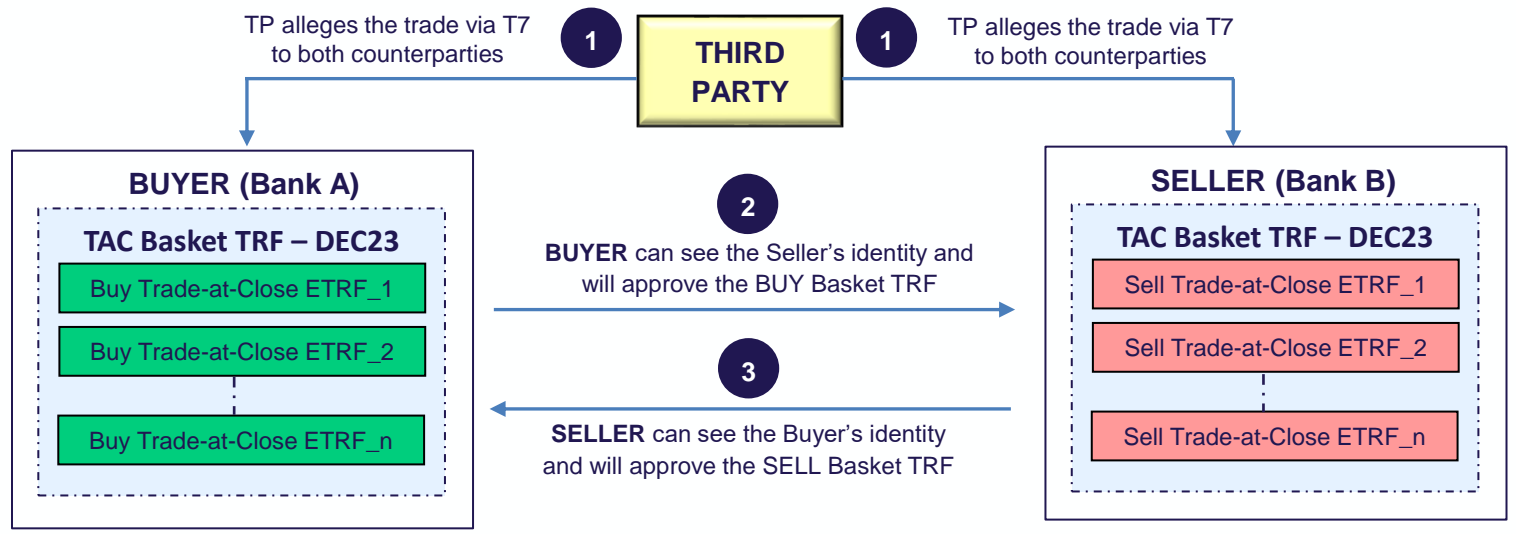 TP alleges the trade via T7
to both counterparties
1
THIRD
PARTY
1
TP alleges the trade via T7
to both counterparties
BUYER (Bank A)
TAC Basket TRF – DEC23
Buy Trade-at-Close ETRF_1
Buy Trade-at-Close ETRF_2
Buy Trade-at-Close ETRF_n
2
BUYER can see the Seller’s identity and
will approve the BUY Basket TRF
3
SELLER can see the Buyer’s identity
and will approve the SELL Basket TRF
SELLER (Bank B)
TAC Basket TRF – DEC23
Sell Trade-at-Close ETRF_1
Sell Trade-at-Close ETRF_2
Sell Trade-at-Close ETRF_n